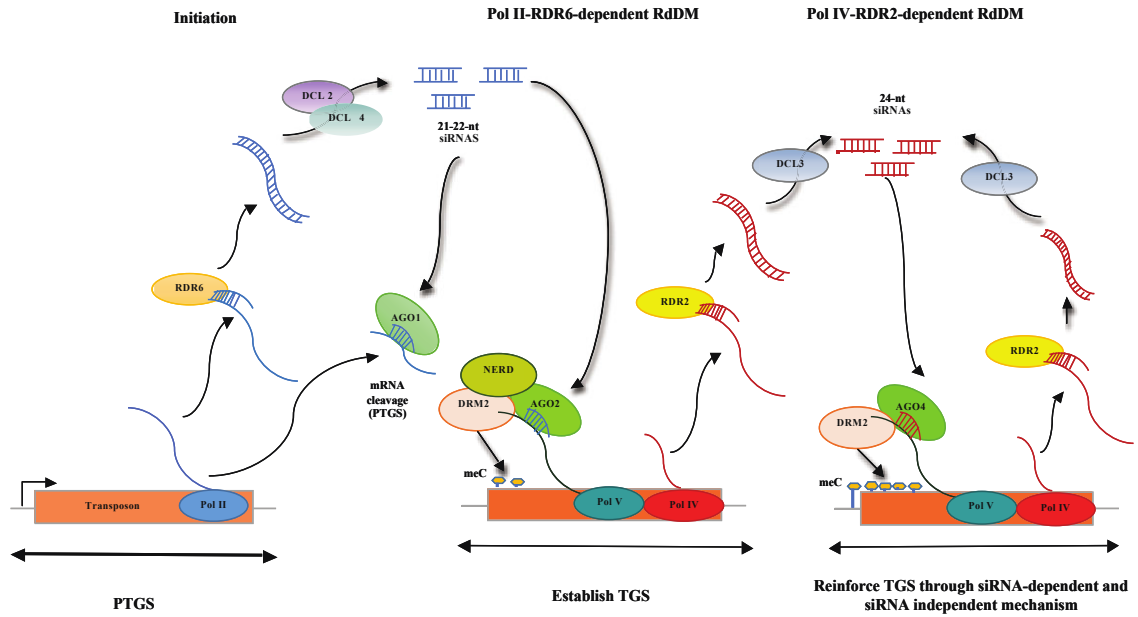 Initiation
Pol II-RDR6-dependent RdDM
Pol IV-RDR2-dependent RdDM
DCL 2
DCL 4
21-22-nt
siRNAS
RDR6
AGO1
mRNA
cleavage
(PTGS)
Transposon
Pol II
PTGS
NERD
DRM2
AGO2
meC
Pol V
Pol IV
Establish TGS
RDR2
DCL3
24-nt
siRNAs
DCL3
RDR2
AGO4
DRM2
meC
Pol V
Pol IV
Reinforce TGS through siRNA-dependent and
siRNA independent mechanism